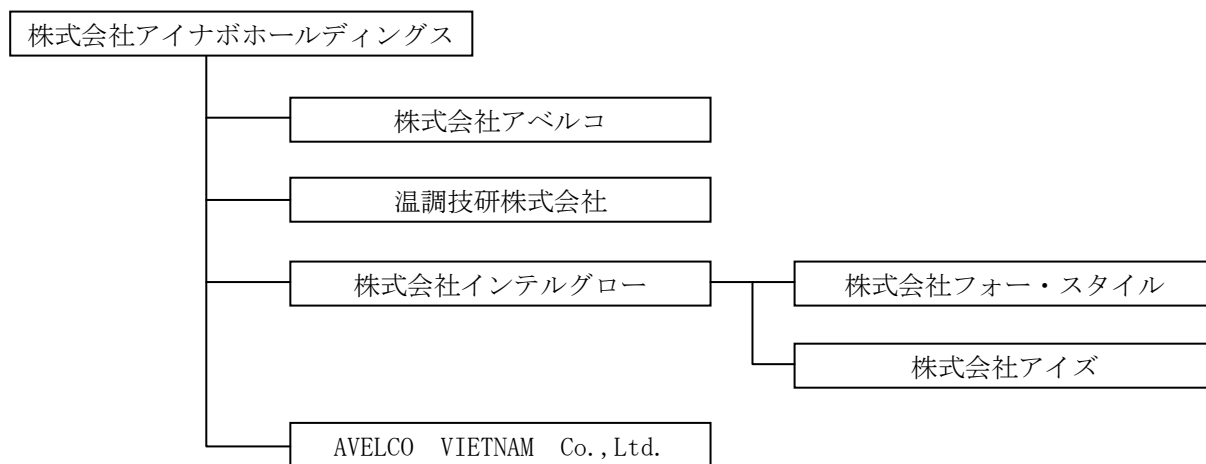 株式会社アイナボホールディングス
株式会社アベルコ
温調技研株式会社
株式会社インテルグロー
株式会社フォー・スタイル
株式会社アイズ
AVELCO VIETNAM Co.,Ltd.